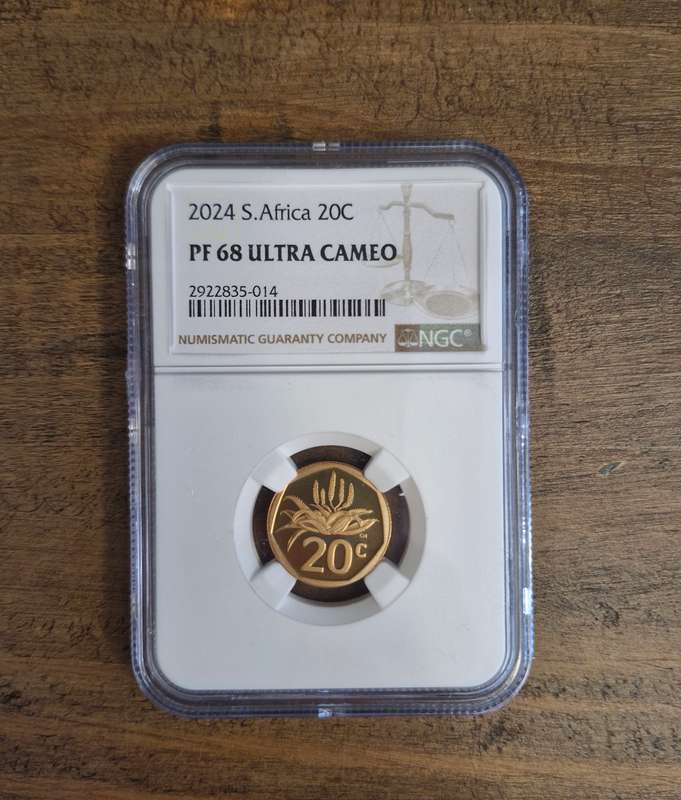 2024 S.Africa 20C
PF 68 ULTRA CAMEO
2922835-014
NUMISMATIC GUARANTY COMPANY NGC®
20c